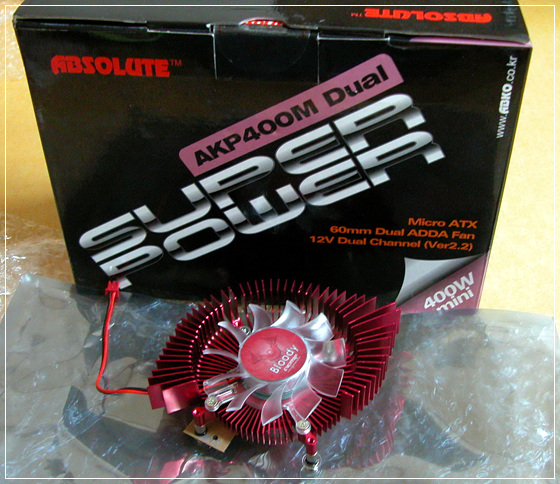 ABSOLUTE
ABSOLUTE™
www.ABKO.co.kr
AKP400M Dual
SUPER
POWER
Micro ATX
60mm Dual ADDA Fan
12V Dual Channel (Ver2.2)
400W
mini
Bloody